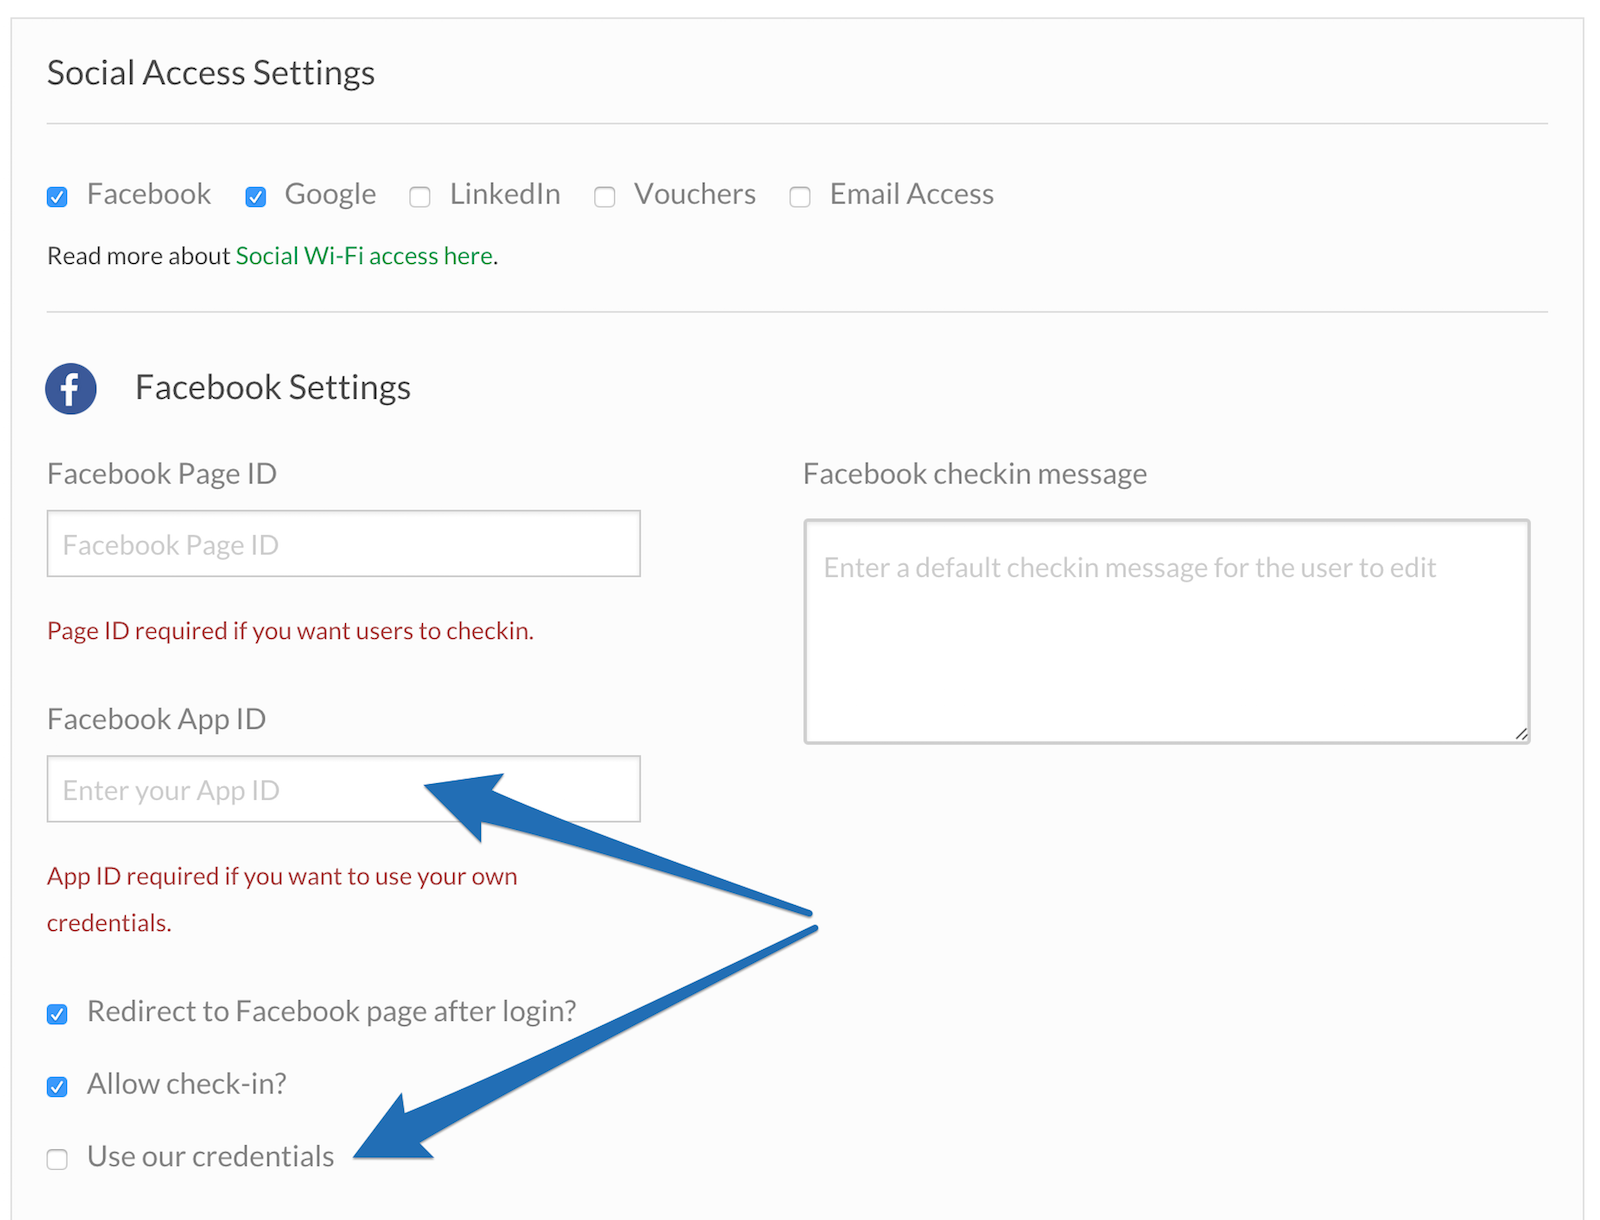 Social Access Settings
Facebook Google LinkedIn Vouchers Email Access
Read more about Social Wi-Fi access here.
Facebook Settings
Facebook Page ID
Facebook Page ID
Page ID required if you want users to checkin.
Facebook App ID
Enter your App ID
App ID required if you want to use your own
credentials.
Redirect to Facebook page after login?
Allow check-in?
Use our credentials
Facebook checkin message
Enter a default checkin message for the user to edit